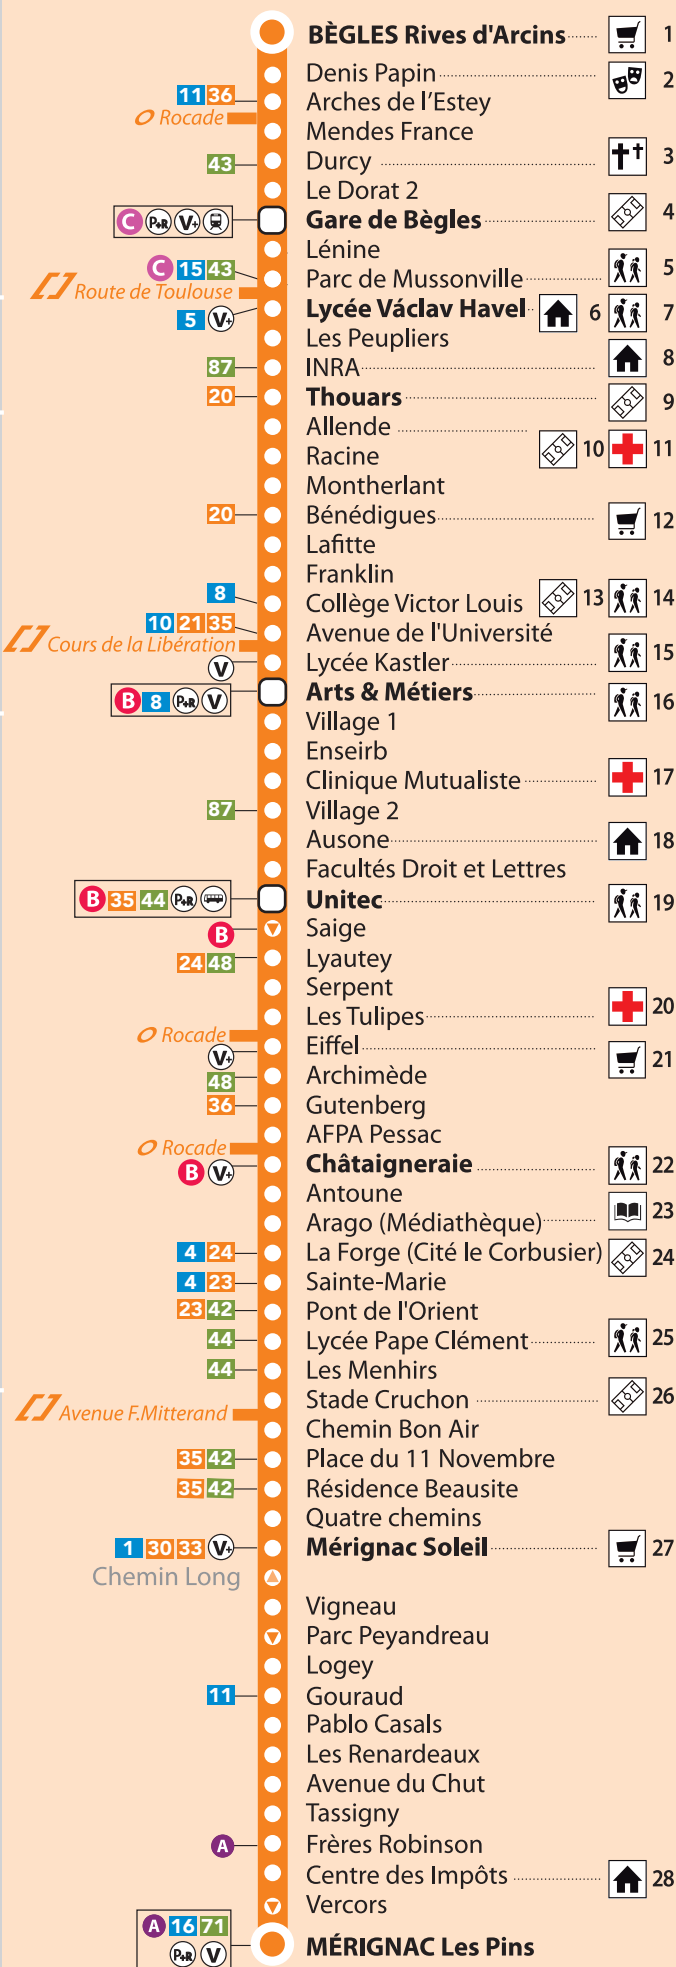 BÈGLES Rives d'Arcins 1
Denis Papin 2
11 36 Arches de l'Estey
Rocade
Mendes France
43 Durcy 3
Le Dorat 2
C P+R V+ Gare de Bègles 4
Lénine
C 15 43 Parc de Mussonville 5
Route de Toulouse
5 V+ Lycée Václav Havel 6 7
Les Peupliers
87 INRA 8
20 Thouars 9
Allende
Racine 10 11
Montherlant
20 Bénédigues 12
Lafitte
Franklin
8 Collège Victor Louis 13 14
10 21 35 Avenue de l'Université
Cours de la Libération
V Lycée Kastler 15
B 8 P+R V Arts & Métiers 16
Village 1
Enseirb
Clinique Mutualiste 17
87 Village 2
Ausone 18
Facultés Droit et Lettres
B 35 44 P+R Unitec 19
B Saige
24 48 Lyautey
Serpent
Les Tulipes 20
Rocade
V+ Eiffel 21
48 Archimède
36 Gutenberg
AFPA Pessac
Rocade
B V+ Châtaigneraie 22
Antoune
Arago (Médiathèque) 23
4 24 La Forge (Cité le Corbusier) 24
4 23 Sainte-Marie
23 42 Pont de l'Orient
44 Lycée Pape Clément 25
44 Les Menhirs
Stade Cruchon 26
Avenue F.Mitterand
Chemin Bon Air
35 42 Place du 11 Novembre
35 42 Résidence Beausite
Quatre chemins
1 30 33 V+ Mérignac Soleil 27
Chemin Long
Vigneau
Parc Peyandreau
Logey
11 Gouraud
Pablo Casals
Les Renardeaux
Avenue du Chut
Tassigny
A Frères Robinson
Centre des Impôts 28
Vercors
A 16 71
P+R V MÉRIGNAC Les Pins